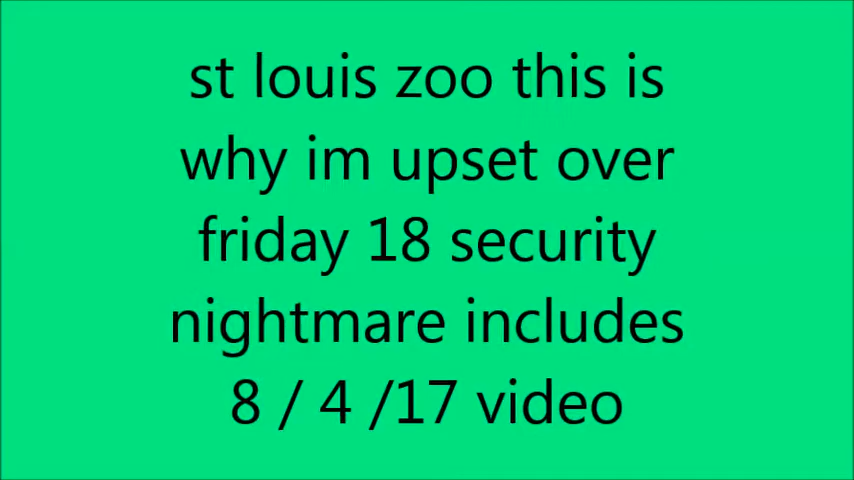 st louis zoo this is
why im upset over
friday 18 security
nightmare includes
8 / 4 /17 video